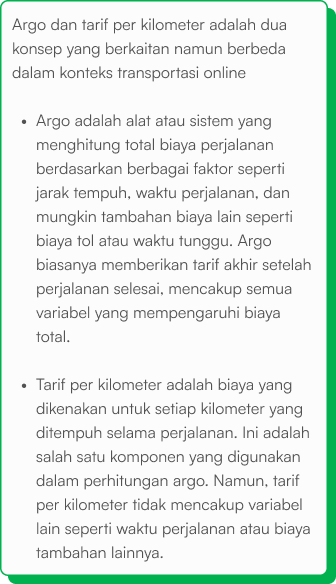 Argo dan tarif per kilometer adalah dua
konsep yang berkaitan namun berbeda
dalam konteks transportasi online
• Argo adalah alat atau sistem yang
menghitung total biaya perjalanan
berdasarkan berbagai faktor seperti
jarak tempuh, waktu perjalanan, dan
mungkin tambahan biaya lain seperti
biaya tol atau waktu tunggu. Argo
biasanya memberikan tarif akhir setelah
perjalanan selesai, mencakup semua
variabel yang mempengaruhi biaya
total.
• Tarif per kilometer adalah biaya yang
dikenakan untuk setiap kilometer yang
ditempuh selama perjalanan. Ini adalah
salah satu komponen yang digunakan
dalam perhitungan argo. Namun, tarif
per kilometer tidak mencakup variabel
lain seperti waktu perjalanan atau biaya
tambahan lainnya.